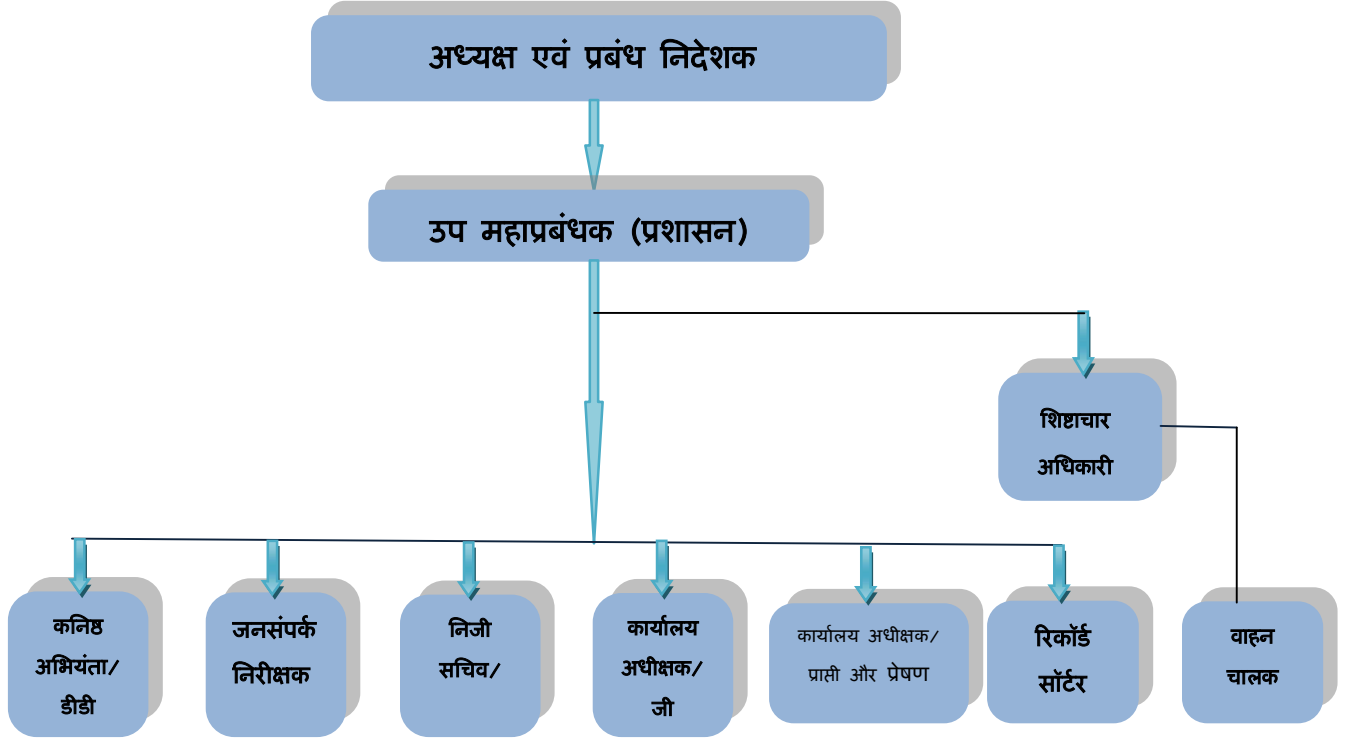 अध्यक्ष एवं प्रबंध निदेशक
उप महाप्रबंधक (प्रशासन)
शिष्टाचार
अधिकारी
कनिष्ठ
अभियंता/
डीडी
जनसंपर्क
निरीक्षक
निजी
सचिव/
कार्यालय
अधीक्षक/
जी
कार्यालय अधीक्षक/
प्राप्ती और प्रेषण
रिकॉर्ड
सॉर्टर
वाहन
चालक